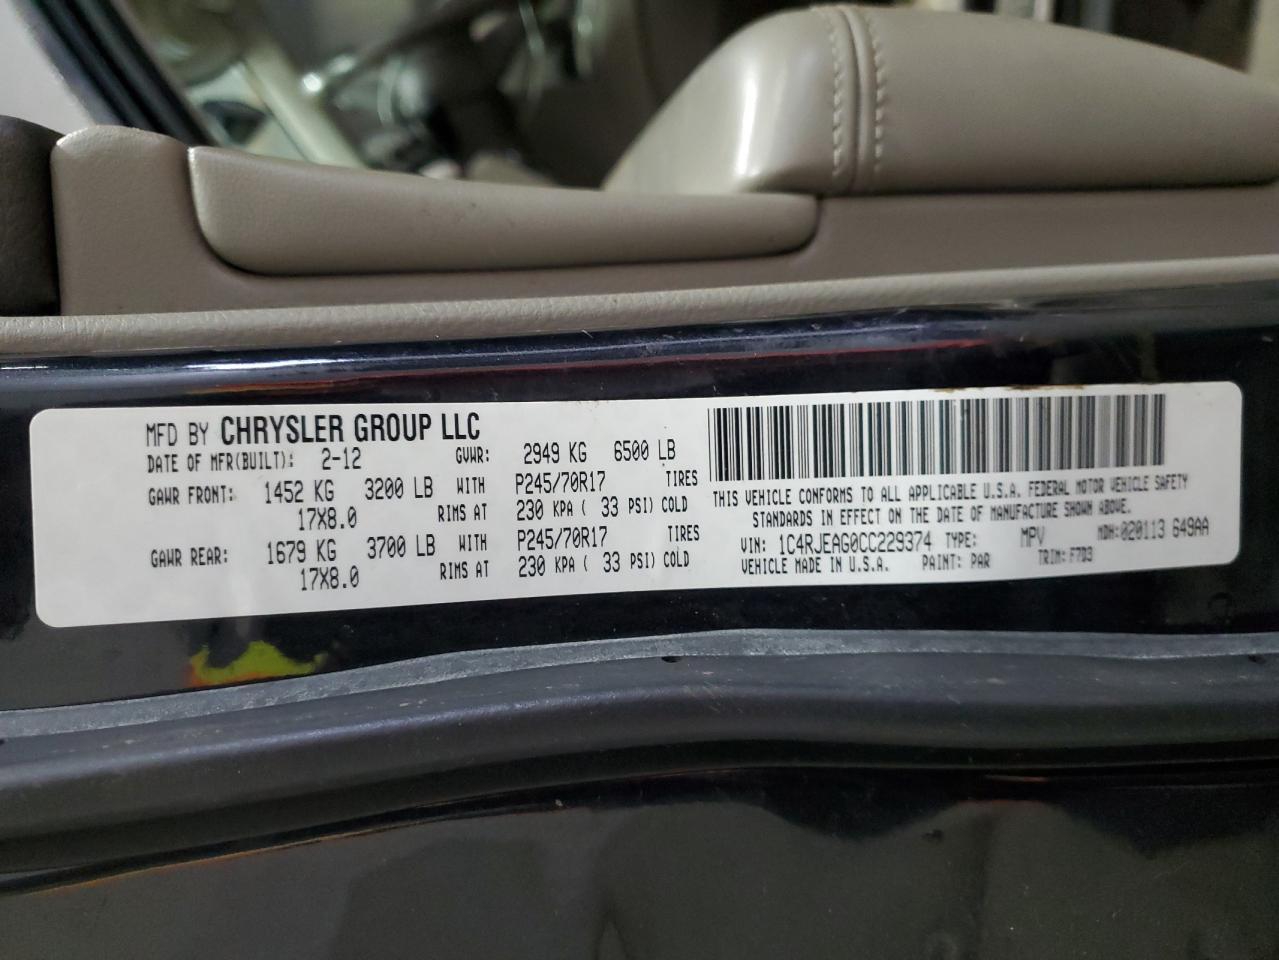 MFD BY CHRYSLER GROUP LLC
DATE OF MFR(BUILT): 2-12 GVWR: 2949 KG 6500 LB
GAWR FRONT: 1452 KG 3200 LB WITH P245/70R17 TIRES
17X8.0 RIMS AT 230 KPA ( 33 PSI) COLD
GAWR REAR: 1679 KG 3700 LB WITH P245/70R17 TIRES
17X8.0 RIMS AT 230 KPA ( 33 PSI) COLD
THIS VEHICLE CONFORMS TO ALL APPLICABLE U.S.A. FEDERAL MOTOR VEHICLE SAFETY
STANDARDS IN EFFECT ON THE DATE OF MANUFACTURE SHOWN ABOVE.
VIN: 1C4RJEAG0CC229374 TYPE: MPV MDH:020113 649AA
VEHICLE MADE IN U.S.A. PAINT: PAR TRIM: F7D3